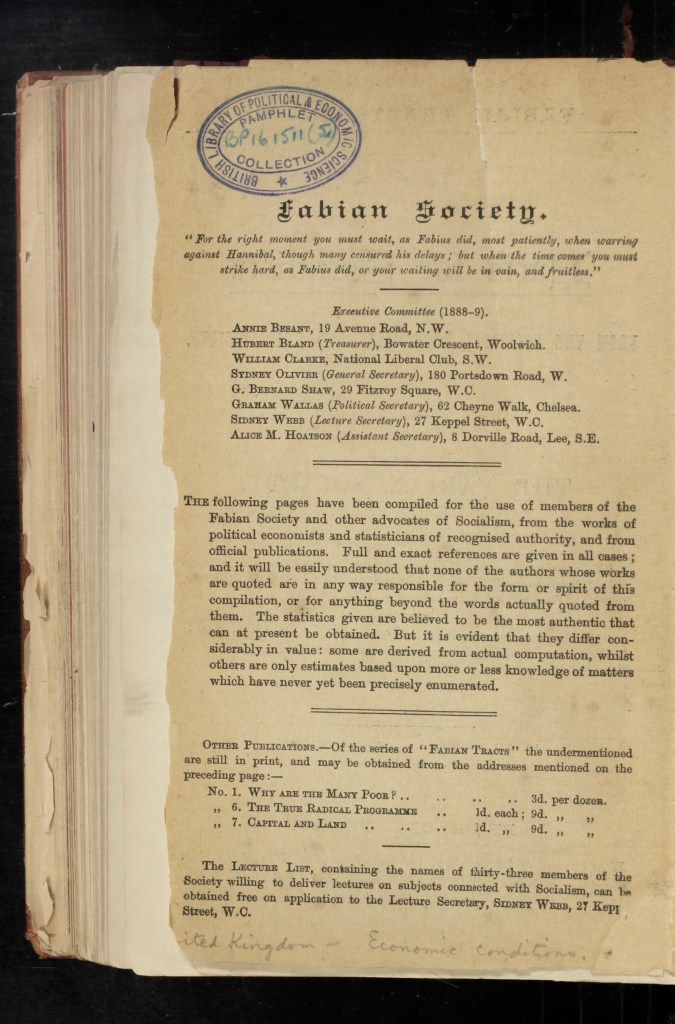 BRITISH LIBRARY OF POLITICAL & ECONOMIC SCIENCE
PAMPHLET
COLLECTION
Fabian Society.
"For the right moment you must wait, as Fabius did, most patiently, when warring
against Hannibal, though many censured his delays; but when the time comes you must
strike hard, as Fabius did, or your waiting will be in vain, and fruitless."
Executive Committee (1888-9).
ANNIE BESANT, 19 Avenue Road, N.W.
HUBERT BLAND (Treasurer), Bowater Crescent, Woolwich.
WILLIAM CLARKE, National Liberal Club, S.W.
SYDNEY OLIVIER (General Secretary), 180 Portsdown Road, W.
G. BERNARD SHAW, 29 Fitzroy Square, W.C.
GRAHAM WALLAS (Political Secretary), 62 Cheyne Walk, Chelsea.
SIDNEY WEBB (Lecture Secretary), 27 Keppel Street, W.C.
ALICE M. HOATSON (Assistant Secretary), 8 Dorville Road, Lee, S.E.
THE following pages have been compiled for the use of members of the
Fabian Society and other advocates of Socialism, from the works of
political economists and statisticians of recognised authority, and from
official publications. Full and exact references are given in all cases;
and it will be easily understood that none of the authors whose works
are quoted are in any way responsible for the form or spirit of this
compilation, or for anything beyond the words actually quoted from
them. The statistics given are believed to be the most authentic that
can at present be obtained. But it is evident that they differ con-
siderably in value: some are derived from actual computation, whilst
others are only estimates based upon more or less knowledge of matters
which have never yet been precisely enumerated.
OTHER PUBLICATIONS.—Of the series of "FABIAN TRACTS" the undermentioned
are still in print, and may be obtained from the addresses mentioned on the
preceding page:—
No. 1. WHY ARE THE MANY POOR? .. .. .. .. 3d. per dozen.
„ 6. THE TRUE RADICAL PROGRAMME .. 1d. each; 9d. „ „
„ 7. CAPITAL AND LAND .. .. .. 1d. „ 9d. „ „
The LECTURE LIST, containing the names of thirty-three members of the
Society willing to deliver lectures on subjects connected with Socialism, can be
obtained free on application to the Lecture Secretary, SIDNEY WEBB, 27 Kepp
Street, W.C.
ited Kingdom - Economic conditions.